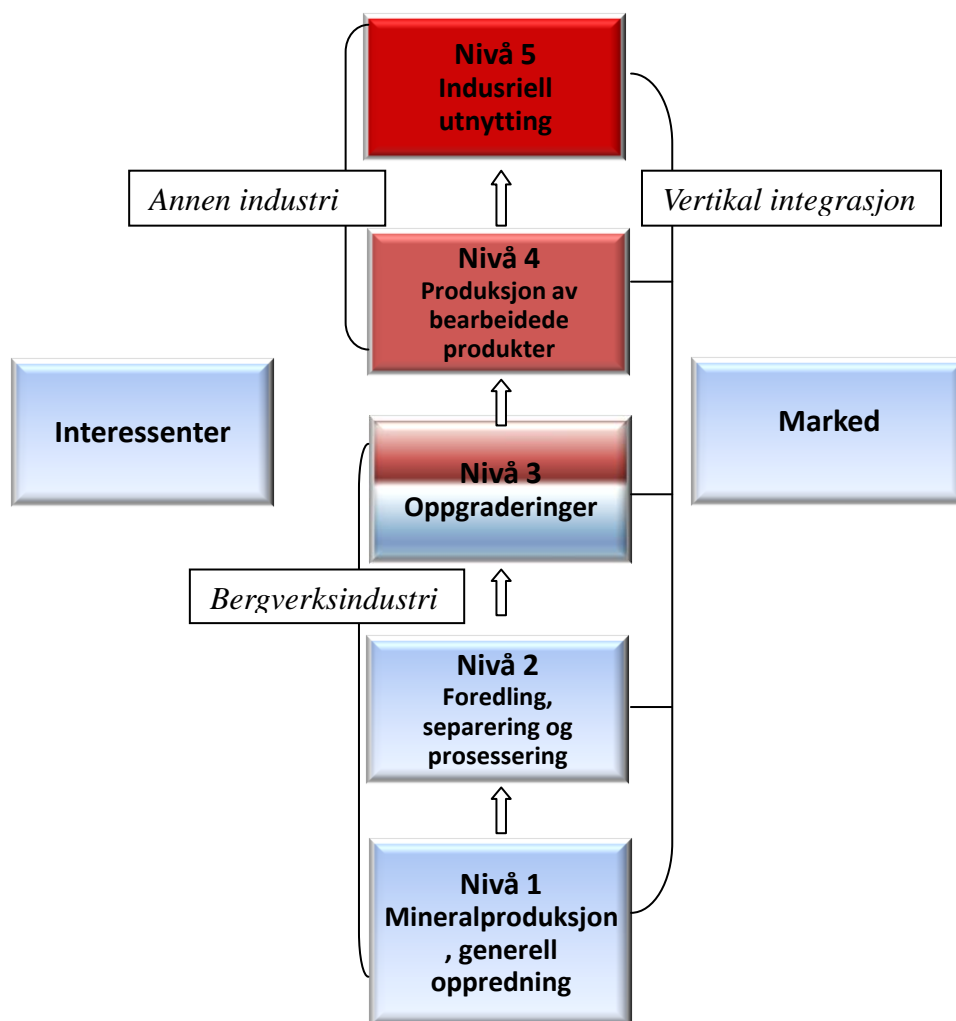 Nivå 5
Indusriell
utnytting
Annen industri
Vertikal integrasjon
Nivå 4
Produksjon av
bearbeidede
produkter
Interessenter
Marked
Nivå 3
Oppgraderinger
Bergverksindustri
Nivå 2
Foredling,
separering og
prosessering
Nivå 1
Mineralproduksjon
, generell
oppredning